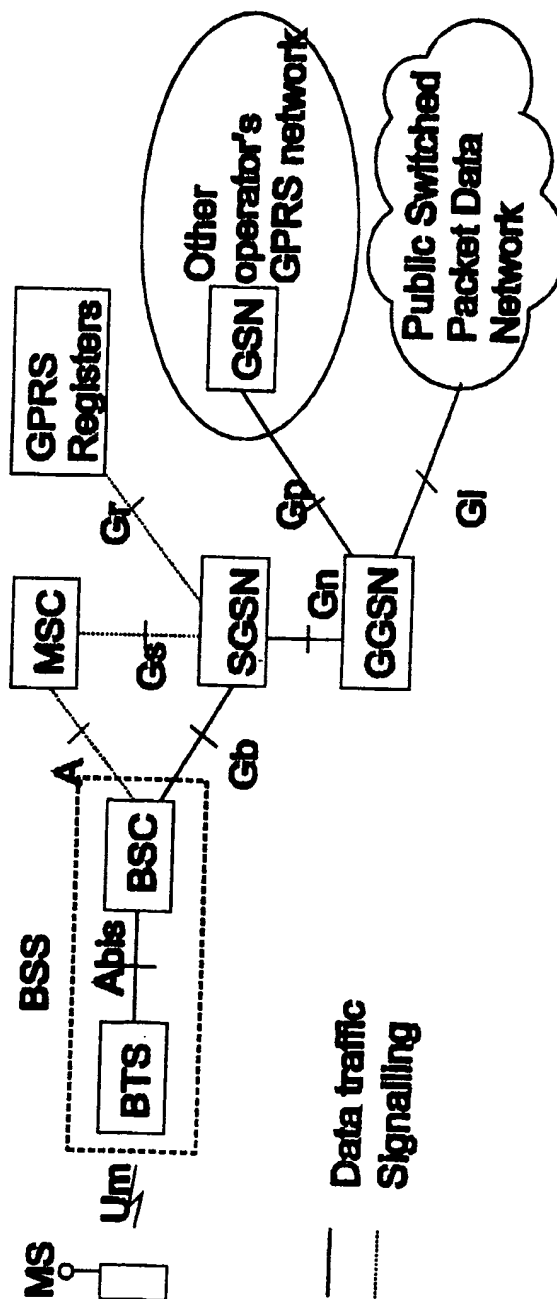 MS
Um
BSS
BTS
Abis
BSC
A
MSC
Gs
Gr
GPRS
Registers
Gb
SGSN
Gn
GGSN
Gp
GSN
Other
operator's
GPRS network
Gi
Public Switched
Packet Data
Network
Data traffic
Signalling